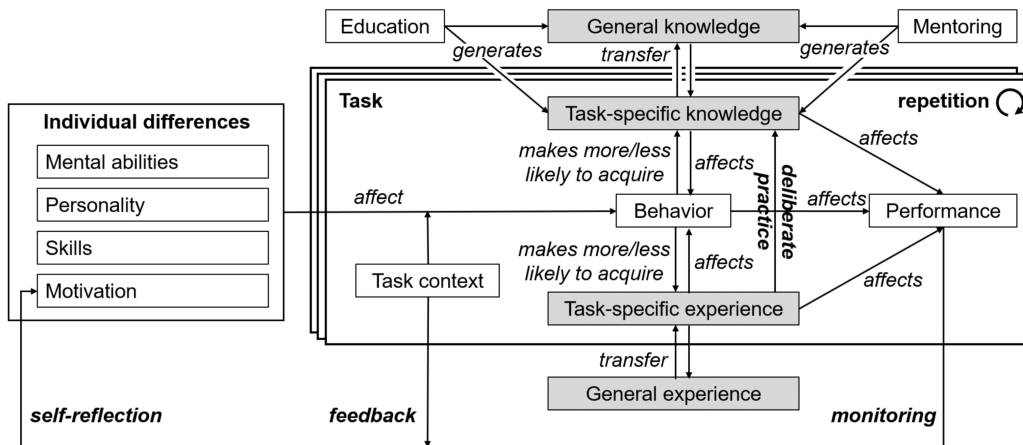 Education
General knowledge
Mentoring
generates
transfer
generates
Task
Task-specific knowledge
repetition
Individual differences
Mental abilities
Personality
Skills
Motivation
makes more/less
likely to acquire
affects
deliberate
practice
affects
affect
Behavior
affects
Performance
Task context
makes more/less
likely to acquire
affects
affects
Task-specific experience
transfer
General experience
self-reflection
feedback
monitoring